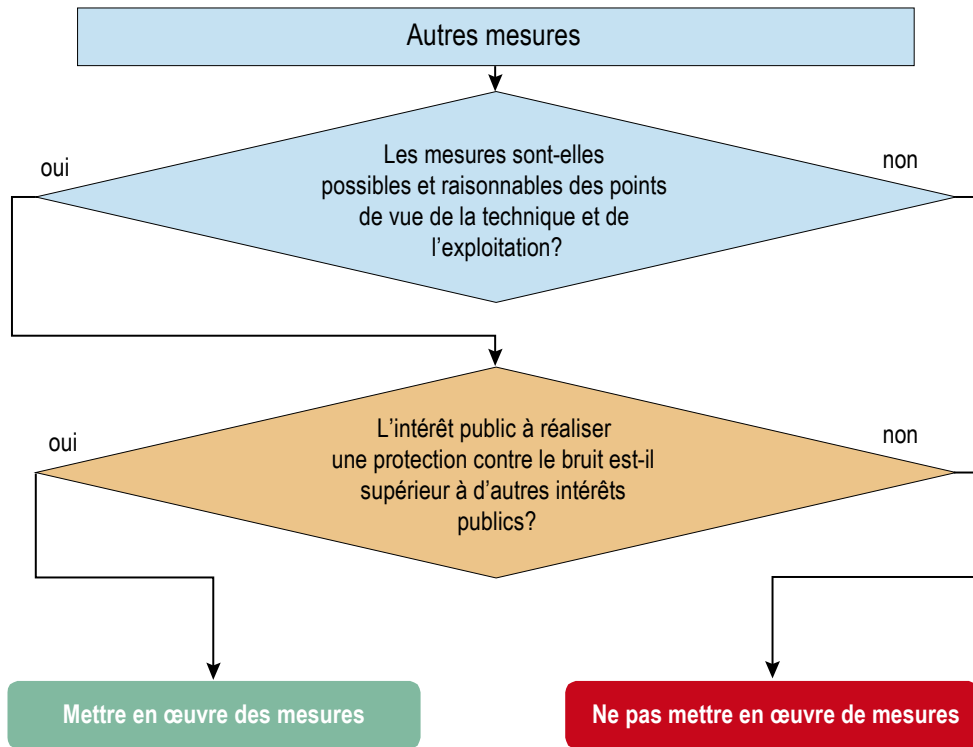 Autres mesures
oui
non
Les mesures sont-elles
possibles et raisonnables des points
de vue de la technique et de
l’exploitation?
oui
non
L’intérêt public à réaliser
une protection contre le bruit est-il
supérieur à d’autres intérêts
publics?
Mettre en œuvre des mesures
Ne pas mettre en œuvre de mesures